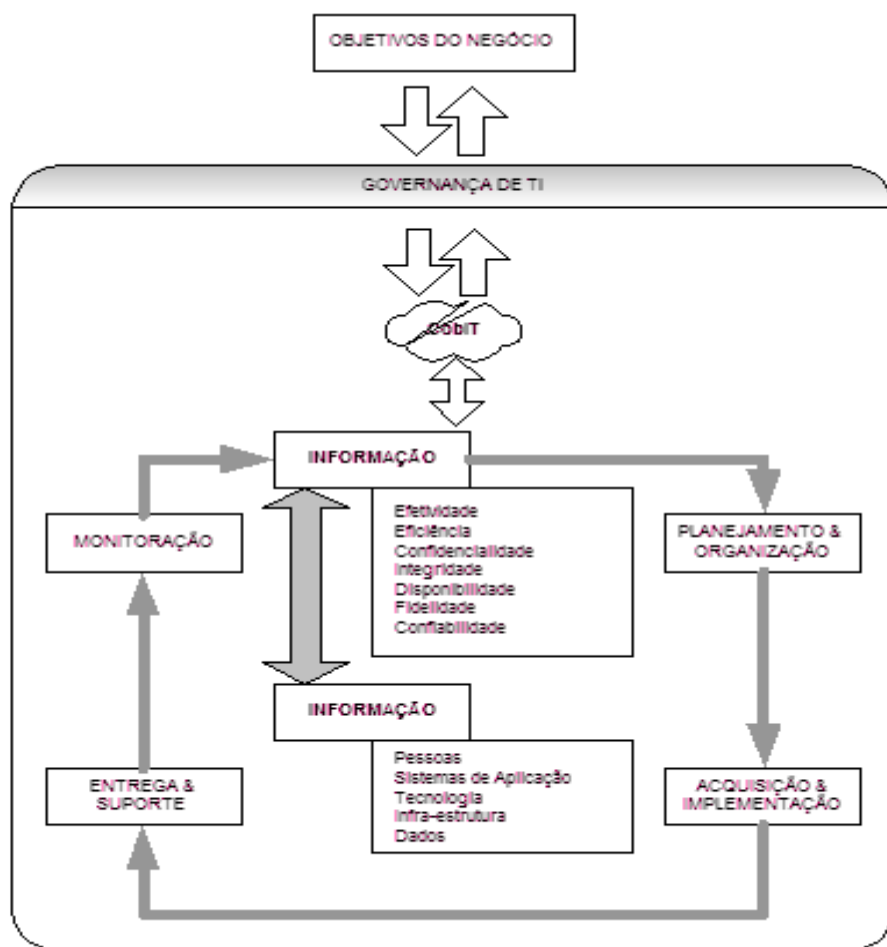 OBJETIVOS DO NEGÓCIO
GOVERNANÇA DE TI
CobiT
INFORMAÇÃO
Efetividade
Eficiência
Confidencialidade
Integridade
Disponibilidade
Fidelidade
Confiabilidade
MONITORAÇÃO
PLANEJAMENTO &
ORGANIZAÇÃO
INFORMAÇÃO
Pessoas
Sistemas de Aplicação
Tecnologia
Infra-estrutura
Dados
ENTREGA &
SUPORTE
ACQUISIÇÃO &
IMPLEMENTAÇÃO